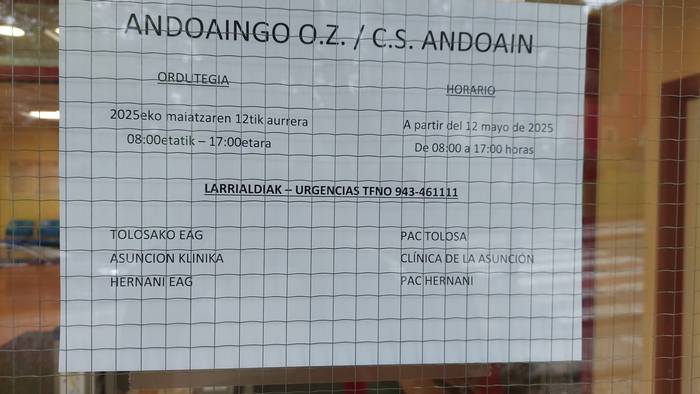 ANDOAINGO O.Z. / C.S. ANDOAIN
ORDUTEGIA
HORARIO
2025eko maiatzaren 12tik aurrera
A partir del 12 mayo de 2025
08:00etatik – 17:00etara
De 08:00 a 17:00 horas
LARRIALDIAK – URGENCIAS TFNO 943-461111
TOLOSAKO EAG
PAC TOLOSA
ASUNCION KLINIKA
CLÍNICA DE LA ASUNCIÓN
HERNANI EAG
PAC HERNANI